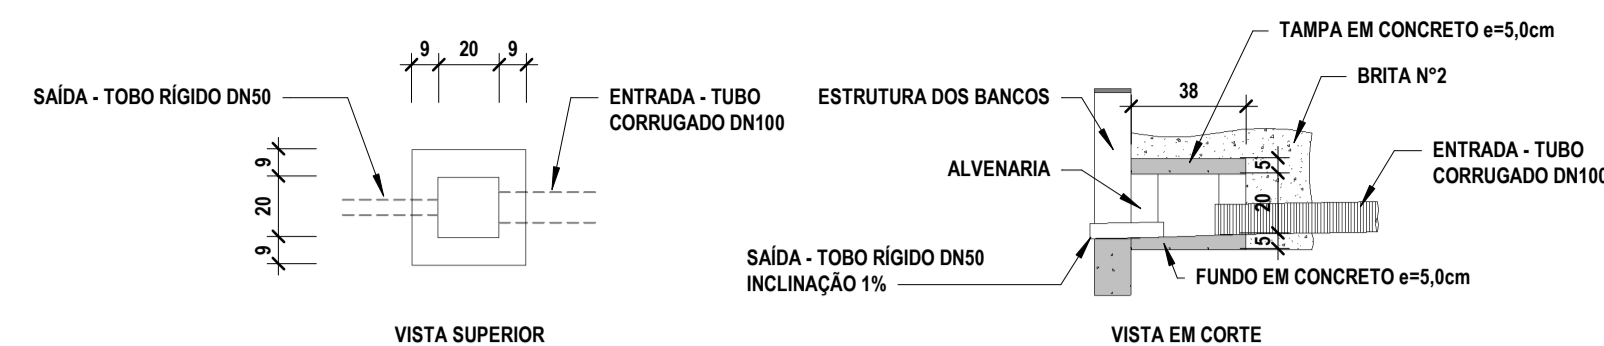 9 20 9
SAÍDA - TOBO RÍGIDO DN50
ENTRADA - TUBO
CORRUGADO DN100
9
20
9
VISTA SUPERIOR
TAMPA EM CONCRETO e=5,0cm
BRITA N°2
ESTRUTURA DOS BANCOS
38
ALVENARIA
ENTRADA - TUBO
CORRUGADO DN100
5
20
5
SAÍDA - TOBO RÍGIDO DN50
INCLINAÇÃO 1%
FUNDO EM CONCRETO e=5,0cm
VISTA EM CORTE